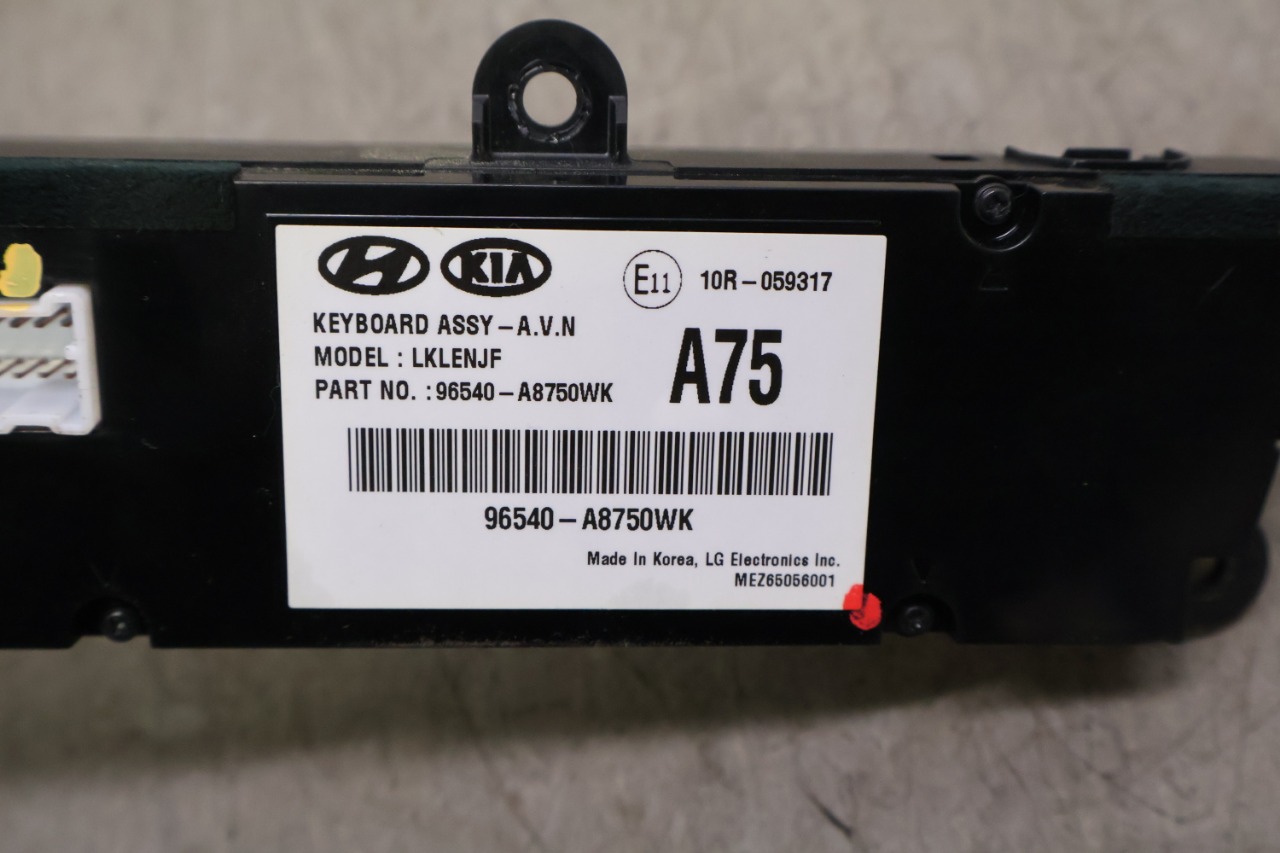 KIA
E11 10R-059317
KEYBOARD ASSY-A.V.N
MODEL : LKLENJF
PART NO. :96540-A8750WK
A75
96540-A8750WK
Made In Korea, LG Electronics Inc.
MEZ65056001